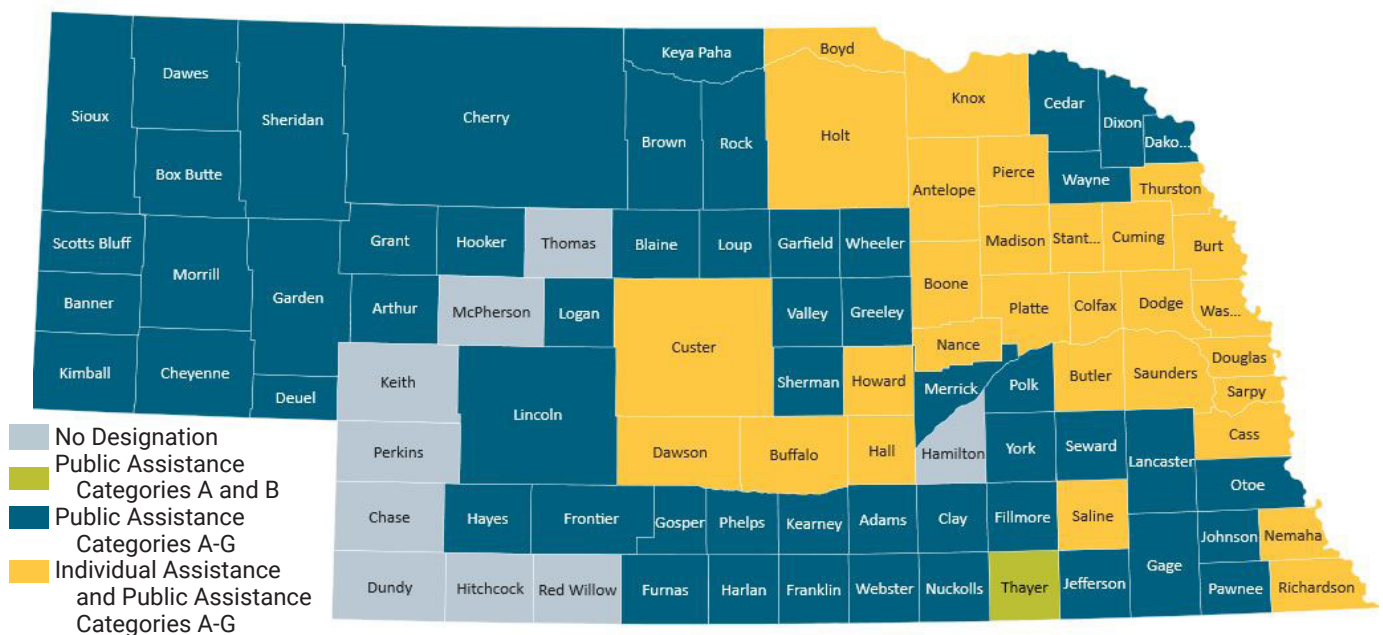 Keya Paha
Boyd
Dawes
Sioux
Sheridan
Cherry
Knox
Cedar
Dixon
Holt
Brown
Rock
Dako...
Box Butte
Pierce
Wayne
Antelope
Thurston
Scotts Bluff
Grant
Hooker
Thomas
Blaine
Loup
Garfield
Wheeler
Madison
Stant...
Cuming
Burt
Morrill
Garden
Boone
Banner
Arthur
McPherson
Logan
Valley
Greeley
Platte
Colfax
Dodge
Was...
Custer
Nance
Douglas
Kimball
Cheyenne
Keith
Sherman
Howard
Merrick
Polk
Butler
Saunders
Sarpy
Deuel
Lincoln
Perkins
Dawson
Buffalo
Hall
Hamilton
York
Seward
Lancaster
Cass
Otoe
Chase
Hayes
Frontier
Gosper
Phelps
Kearney
Adams
Clay
Fillmore
Saline
Johnson
Nemaha
Gage
Dundy
Hitchcock
Red Willow
Furnas
Harlan
Franklin
Webster
Nuckolls
Thayer
Jefferson
Pawnee
Richardson
No Designation
Public Assistance
Categories A and B
Public Assistance
Categories A-G
Individual Assistance
and Public Assistance
Categories A-G